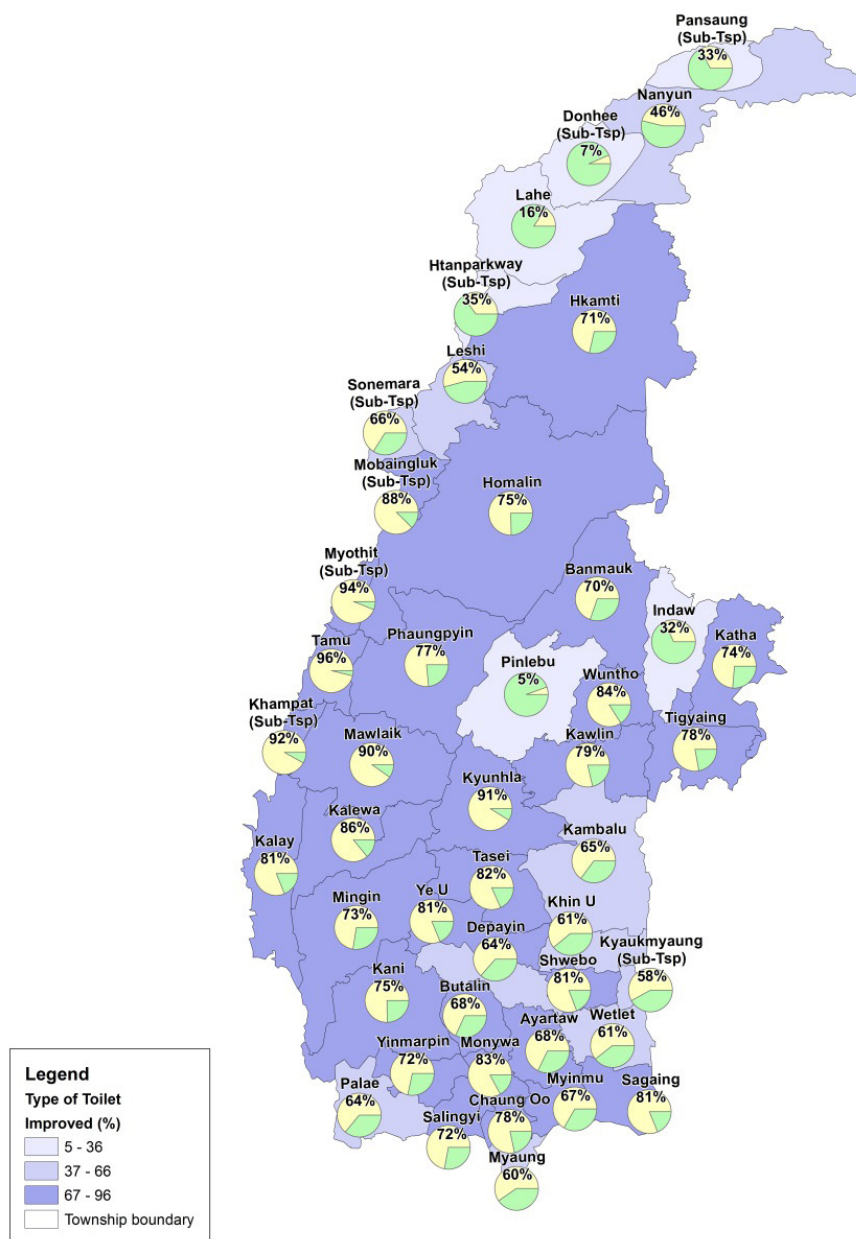 Pansaung
(Sub-Tsp)
33%
Nanyun
46%
Donhee
(Sub-Tsp)
7%
Lahe
16%
Htanparkway
(Sub-Tsp)
35%
Hkamti
71%
Leshi
54%
Sonemara
(Sub-Tsp)
66%
Mobaingluk
(Sub-Tsp)
88%
Homalin
75%
Myothit
(Sub-Tsp)
94%
Banmauk
70%
Indaw
32%
Katha
74%
Tamu
96%
Phaungpyin
77%
Pinlebu
5%
Wuntho
84%
Khampat
(Sub-Tsp)
92%
Mawlaik
90%
Kawlin
79%
Tigyaing
78%
Kyunhla
91%
Kalewa
86%
Kambalu
65%
Kalay
81%
Tasei
82%
Mingin
73%
Ye U
81%
Khin U
61%
Depayin
64%
Kyaukmyaung
(Sub-Tsp)
58%
Shwebo
81%
Kani
75%
Butalin
68%
Ayartaw
68%
Wetlet
61%
Yinmarpin
72%
Monywa
83%
Palae
64%
Chaung Oo
78%
Myinmu
67%
Sagaing
81%
Salingyi
72%
Myaung
60%
Legend
Type of Toilet
Improved (%)
5 - 36
37 - 66
67 - 96
Township boundary